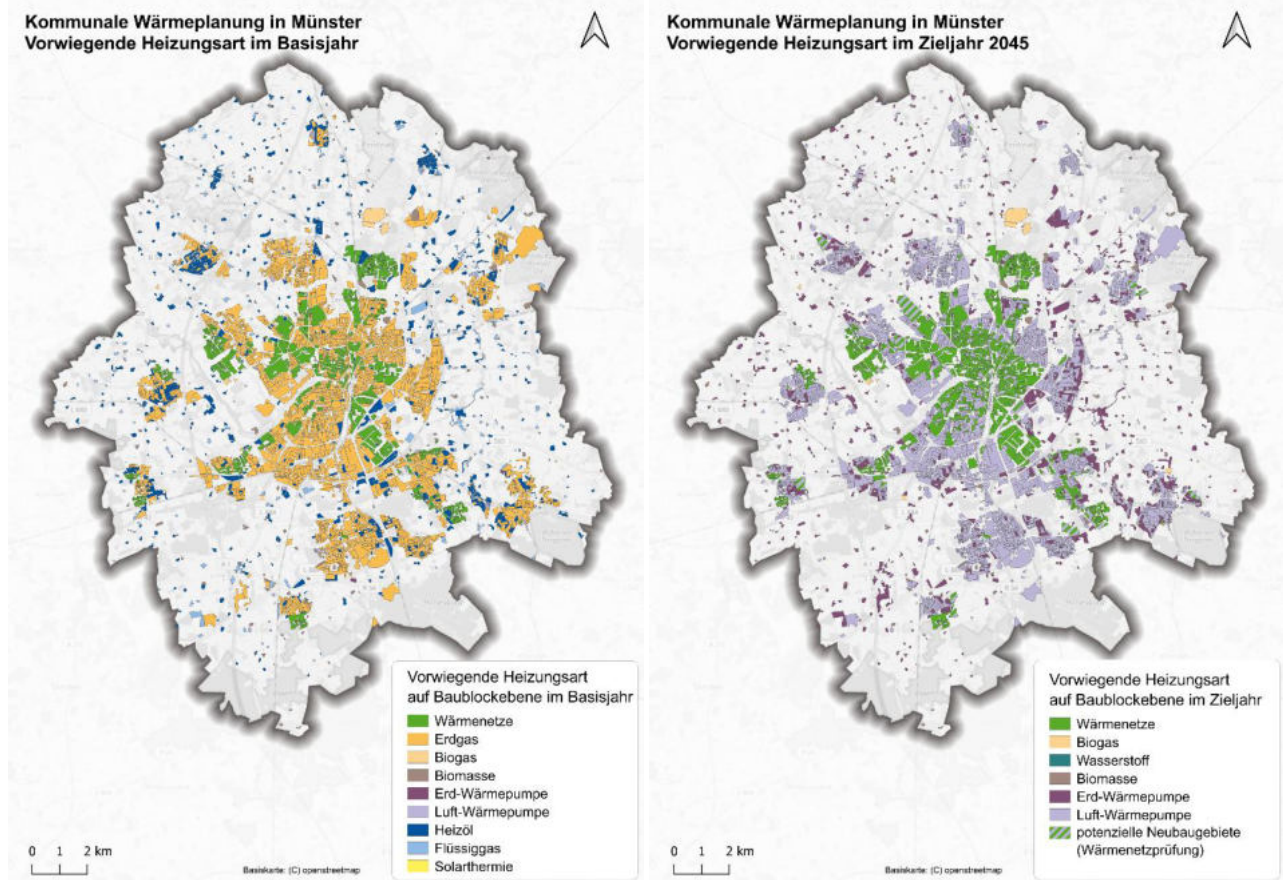 Kommunale Wärmeplanung in Münster
Vorwiegende Heizungsart im Basisjahr
Vorwiegende Heizungsart
auf Baublockebene im Basisjahr
Wärmenetze
Erdgas
Biogas
Biomasse
Erd-Wärmepumpe
Luft-Wärmepumpe
Heizöl
Flüssiggas
Solarthermie
0 1 2 km
Basiskarte: (C) openstreetmap
Kommunale Wärmeplanung in Münster
Vorwiegende Heizungsart im Zieljahr 2045
Vorwiegende Heizungsart
auf Baublockebene im Zieljahr
Wärmenetze
Biogas
Wasserstoff
Biomasse
Erd-Wärmepumpe
Luft-Wärmepumpe
potenzielle Neubaugebiete
(Wärmenetzprüfung)
0 1 2 km
Basiskarte: (C) openstreetmap